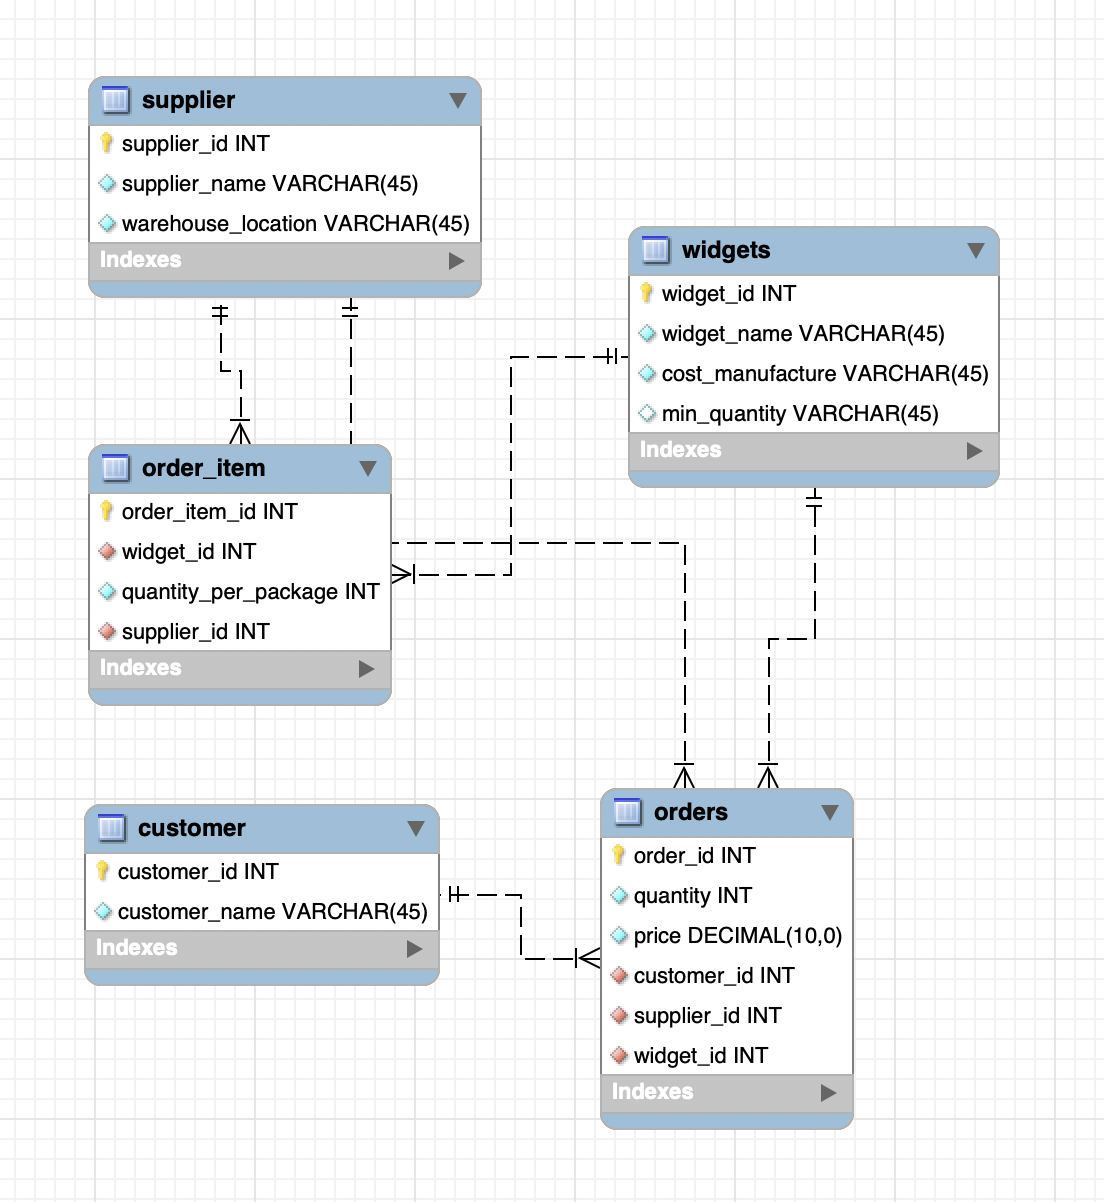 supplier
supplier_id INT
supplier_name VARCHAR(45)
warehouse_location VARCHAR(45)
Indexes
widgets
widget_id INT
widget_name VARCHAR(45)
cost_manufacture VARCHAR(45)
min_quantity VARCHAR(45)
Indexes
order_item
order_item_id INT
widget_id INT
quantity_per_package INT
supplier_id INT
Indexes
customer
customer_id INT
customer_name VARCHAR(45)
Indexes
orders
order_id INT
quantity INT
price DECIMAL(10,0)
customer_id INT
supplier_id INT
widget_id INT
Indexes